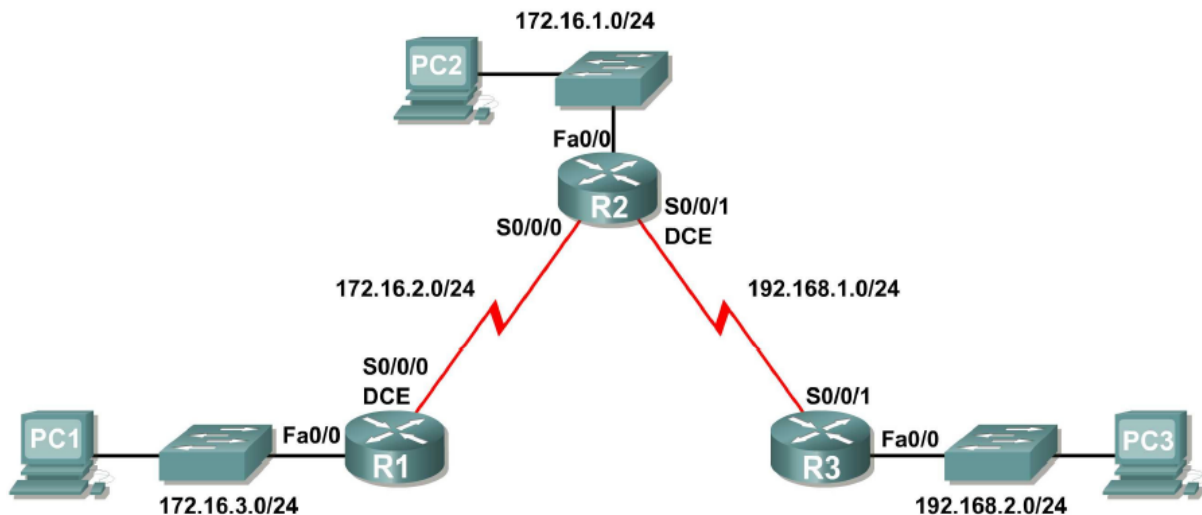 172.16.1.0/24
PC2
Fa0/0
R2
S0/0/0
S0/0/1
DCE
172.16.2.0/24
192.168.1.0/24
S0/0/0
DCE
S0/0/1
PC1
Fa0/0
R1
R3
Fa0/0
PC3
172.16.3.0/24
192.168.2.0/24